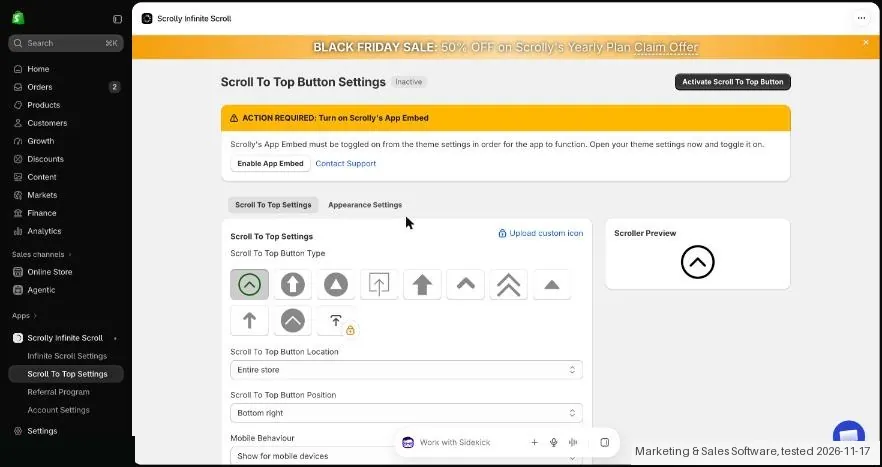 Scrolly Infinite Scroll
Search ⌘K
BLACK FRIDAY SALE: 50% OFF on Scrolly's Yearly Plan Claim Offer
Home
Orders 2
Products
Customers
Growth
Discounts
Content
Markets
Finance
Analytics
Sales channels
Online Store
Agentic
Apps
Scrolly Infinite Scroll
Infinite Scroll Settings
Scroll To Top Settings
Referral Program
Account Settings
Settings
Scroll To Top Button Settings Inactive
Activate Scroll To Top Button
ACTION REQUIRED: Turn on Scrolly's App Embed
Scrolly's App Embed must be toggled on from the theme settings in order for the app to function. Open your theme settings now and toggle it on.
Enable App Embed Contact Support
Scroll To Top Settings Appearance Settings
Scroll To Top Settings Upload custom icon
Scroll To Top Button Type
Scroll To Top Button Location
Entire store
Scroll To Top Button Position
Bottom right
Mobile Behaviour
Show for mobile devices
Scroller Preview
Work with Sidekick
Marketing & Sales Software, tested 2026-11-17